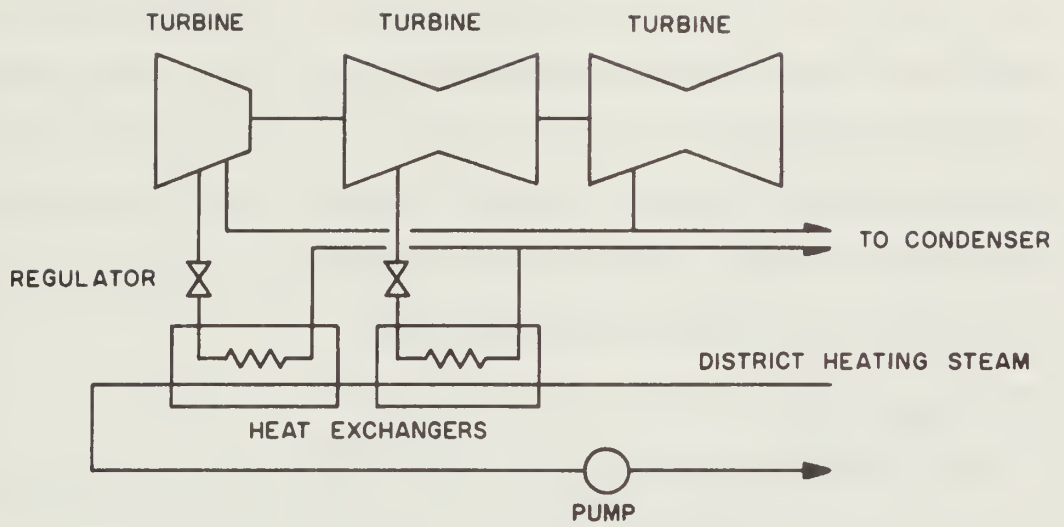 TURBINE
TURBINE
TURBINE
TO CONDENSER
REGULATOR
DISTRICT HEATING STEAM
HEAT EXCHANGERS
PUMP